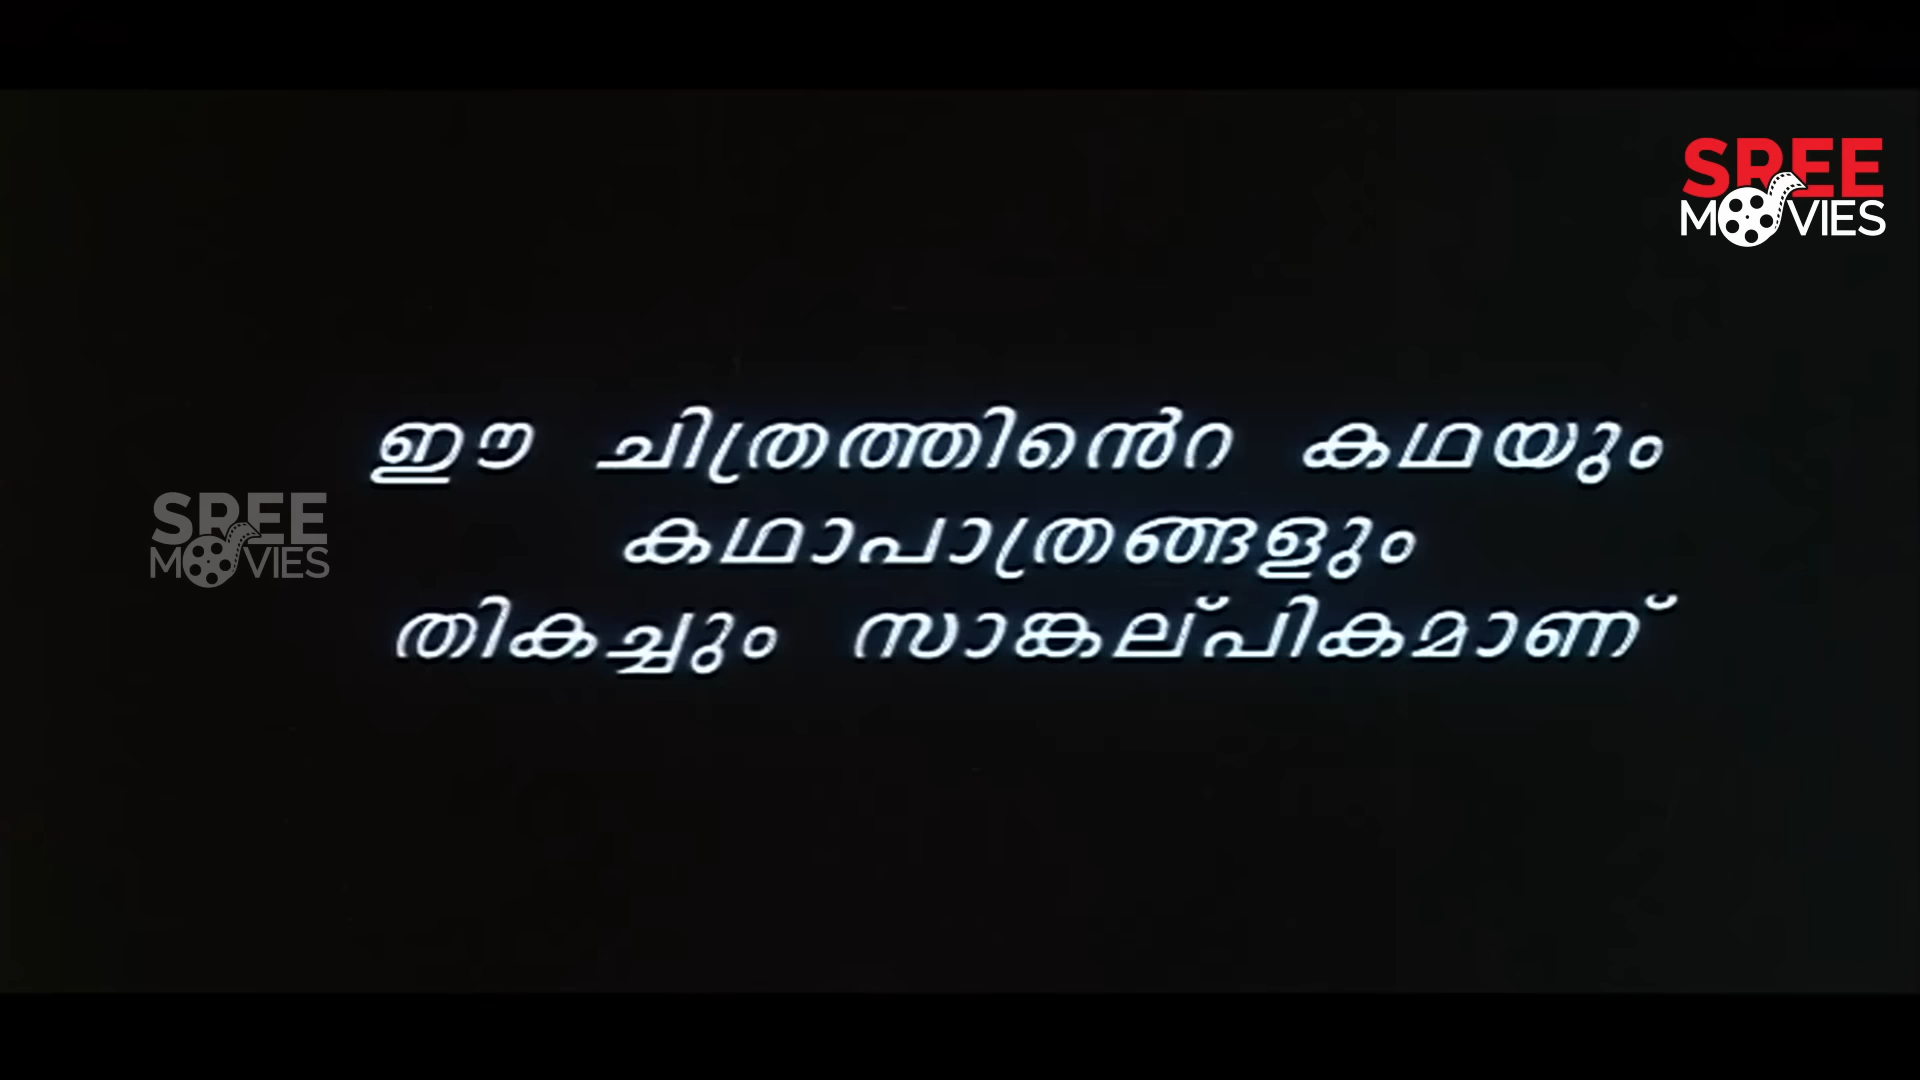 SREE
MOVIES
ഈ ചിത്രത്തിൻെറ കഥയും
SREE
MOVIES
കഥാപാത്രങ്ങളും
തികച്ചും സാങ്കല്പികമാണ്